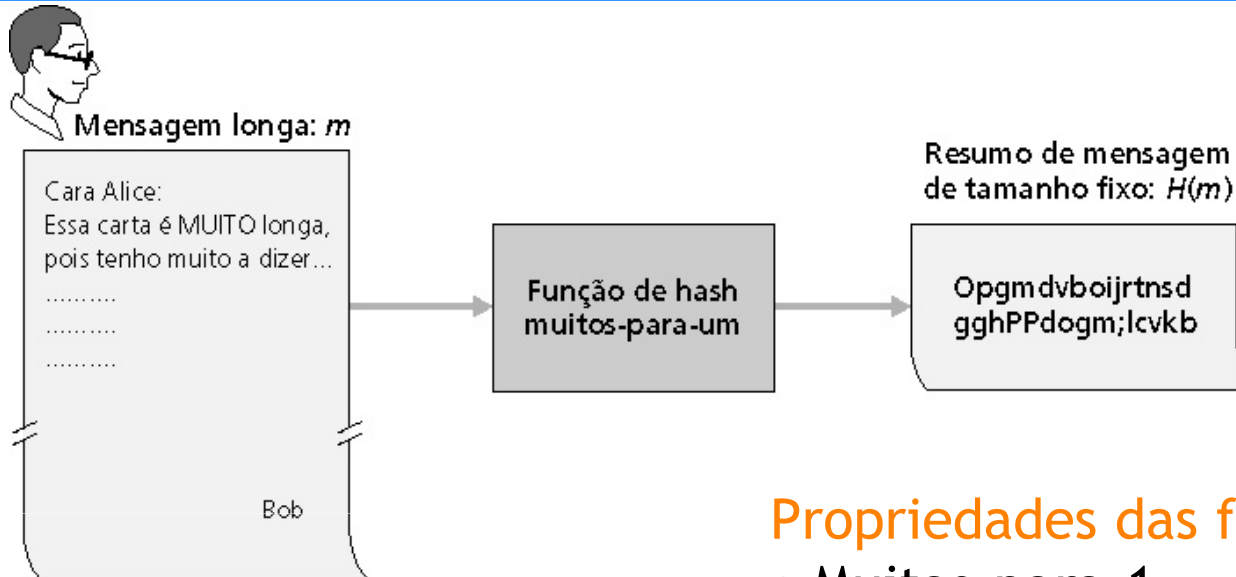 Mensagem longa: m
Cara Alice:
Essa carta é MUITO longa,
pois tenho muito a dizer...
..........
..........
..........
Bob
Função de hash
muitos-para-um
Resumo de mensagem
de tamanho fixo: H(m)
Opgmdvboijrtnsd
gghPPdogm;lcvkb
Propriedades das f